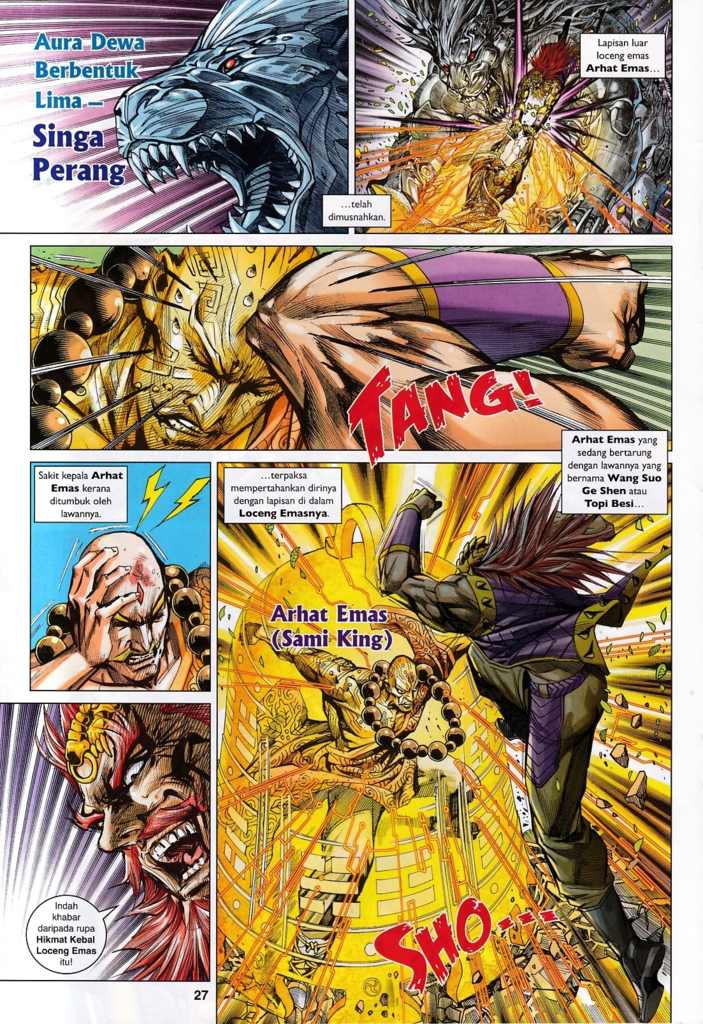 Aura Dewa
Berbentuk
Lima—
Singa
Perang
Lapisan luar
loceng emas
Arhat Emas...
...telah
dimusnahkan.
TANG!
Arhat Emas yang
sedang bertarung
dengan lawannya yang
bernama Wang Suo
Ge Shen atau
Topi Besi...
...terpaksa
mempertahankan dirinya
dengan lapisan di dalam
Loceng Emasnya.
Sakit kepala Arhat
Emas kerana
ditumbuk oleh
lawannya.
Arhat Emas
(Sami King)
SHO...
Indah
khabar
daripada rupa
Hikmat Kebal
Loceng Emas
itu!
27